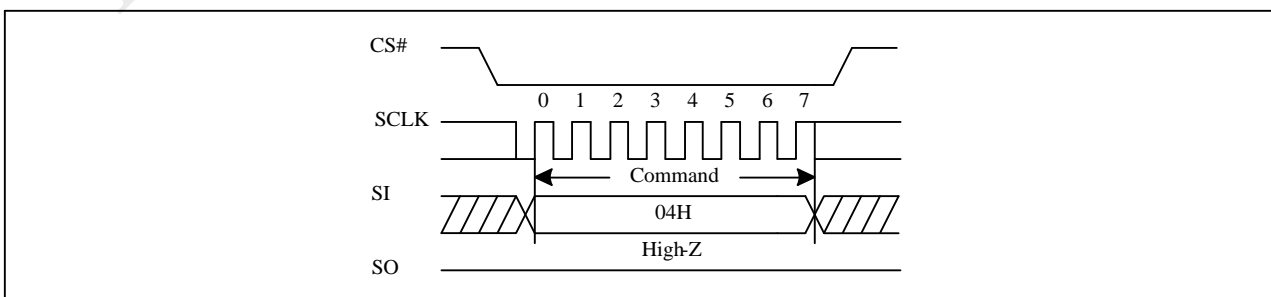 CS#
0 1 2 3 4 5 6 7
SCLK
Command
SI
04H
High-Z
SO